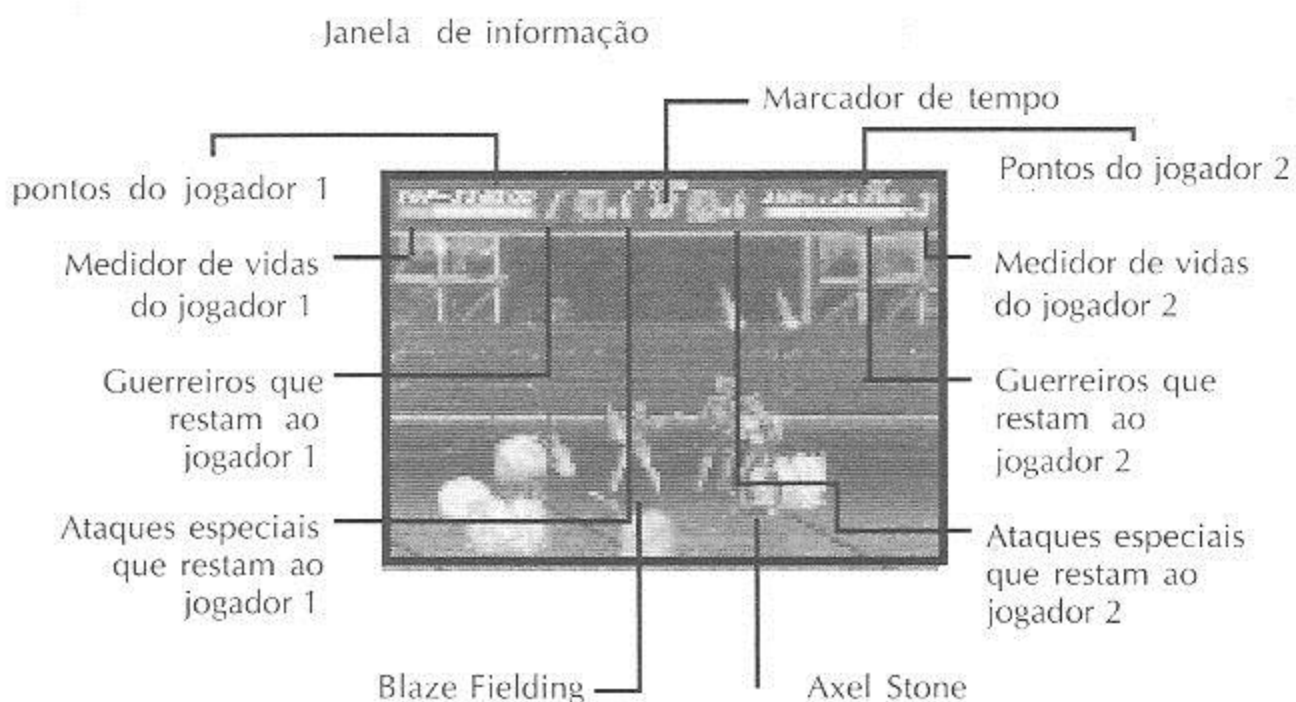 Janela de informação
Marcador de tempo
pontos do jogador 1
Pontos do jogador 2
Medidor de vidas
do jogador 1
Medidor de vidas
do jogador 2
Guerreiros que
restam ao
jogador 1
Guerreiros que
restam ao
jogador 2
Ataques especiais
que restam ao
jogador 1
Ataques especiais
que restam ao
jogador 2
Blaze Fielding
Axel Stone